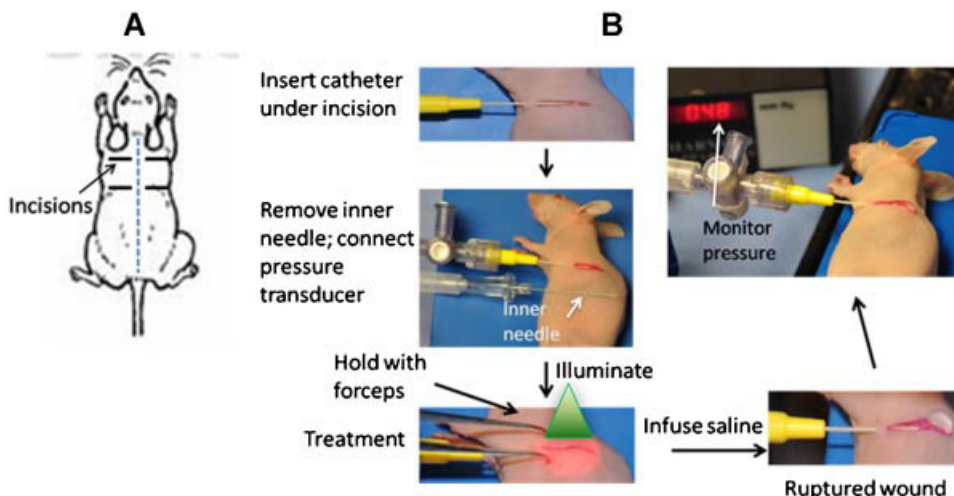 A
B
Incisions
Insert catheter
under incision
Remove inner
needle; connect
pressure
transducer
Inner
needle
Hold with
forceps
Illuminate
Treatment
Infuse saline
Ruptured wound
048
Monitor
pressure